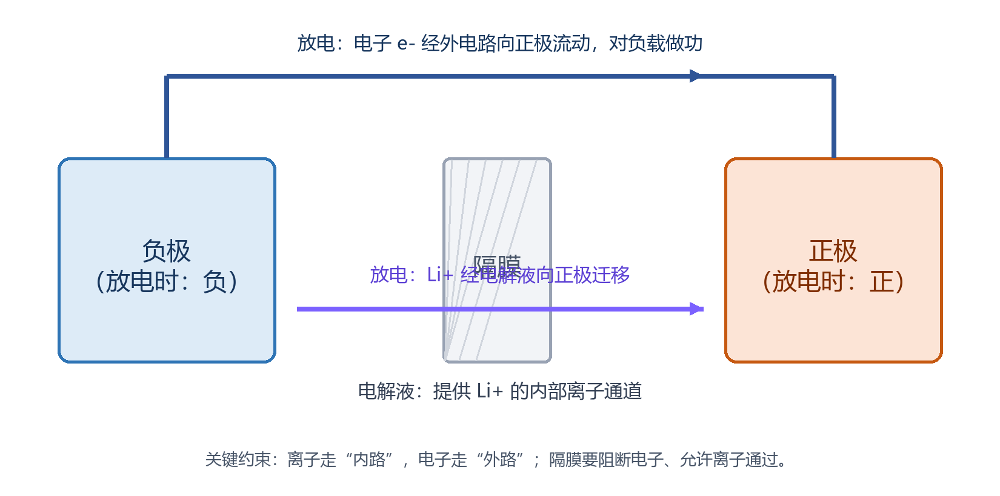 放电：电子 e- 经外电路向正极流动，对负载做功
负极
（放电时：负）
隔膜
正极
（放电时：正）
放电：Li+ 经电解液向正极迁移
电解液：提供 Li+ 的内部离子通道
关键约束：离子走“内路”，电子走“外路”；隔膜要阻断电子、允许离子通过。